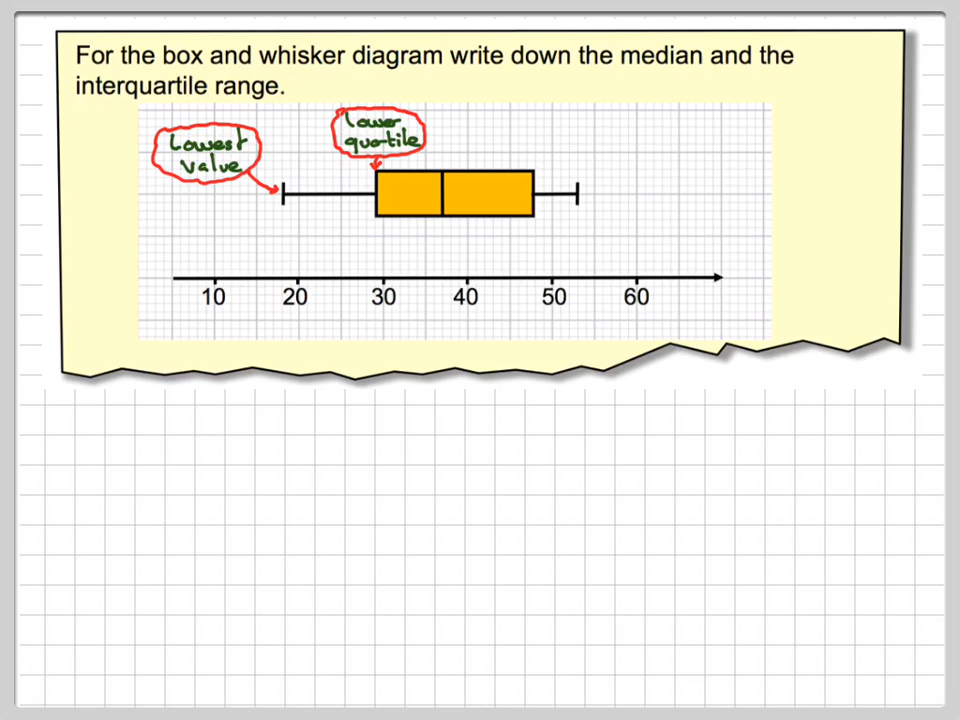 For the box and whisker diagram write down the median and the
interquartile range.
Lowest
value
lower
quartile
10 20 30 40 50 60